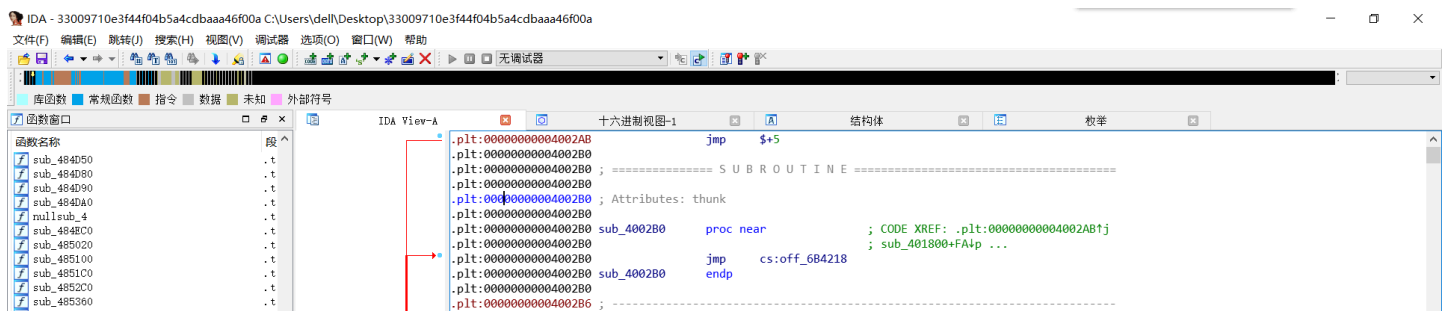 IDA - 33009710e3f44f04b5a4cdbaaa46f00a C:\Users\dell\Desktop\33009710e3f44f04b5a4cdbaaa46f00a
文件(F) 编辑(E) 跳转(J) 搜索(H) 视图(V) 调试器 选项(O) 窗口(W) 帮助
无调试器
库函数 常规函数 指令 数据 未知 外部符号
函数窗口 IDA View-A 十六进制视图-1 结构体 枚举
函数名称 段
sub_484D50 .t
sub_484D80 .t
sub_484D90 .t
sub_484DA0 .t
nullsub_4 .t
sub_484EC0 .t
sub_485020 .t
sub_485100 .t
sub_4851C0 .t
sub_4852C0 .t
sub_485360 .t
.plt:00000000004002AB jmp $+5
.plt:00000000004002B0
.plt:00000000004002B0 ; =============== S U B R O U T I N E =======================================
.plt:00000000004002B0
.plt:00000000004002B0 ; Attributes: thunk
.plt:00000000004002B0
.plt:00000000004002B0 sub_4002B0 proc near ; CODE XREF: .plt:00000000004002AB↑j
.plt:00000000004002B0 ; sub_401800+FA↓p ...
.plt:00000000004002B0 jmp cs:off_6B4218
.plt:00000000004002B0 sub_4002B0 endp
.plt:00000000004002B0
.plt:00000000004002B6 ; ---------------------------------------------------------------------------